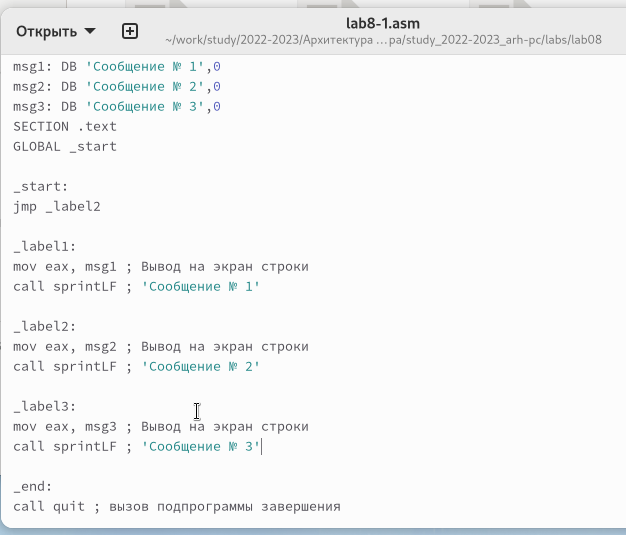 Открыть
lab8-1.asm
~/work/study/2022-2023/Архитектура …ра/study_2022-2023_arh-pc/labs/lab08
msg1: DB 'Сообщение № 1',0
msg2: DB 'Сообщение № 2',0
msg3: DB 'Сообщение № 3',0
SECTION .text
GLOBAL _start
_start:
jmp _label2
_label1:
mov eax, msg1 ; Вывод на экран строки
call sprintLF ; 'Сообщение № 1'
_label2:
mov eax, msg2 ; Вывод на экран строки
call sprintLF ; 'Сообщение № 2'
_label3:
mov eax, msg3 ; Вывод на экран строки
call sprintLF ; 'Сообщение № 3'
_end:
call quit ; вызов подпрограммы завершения